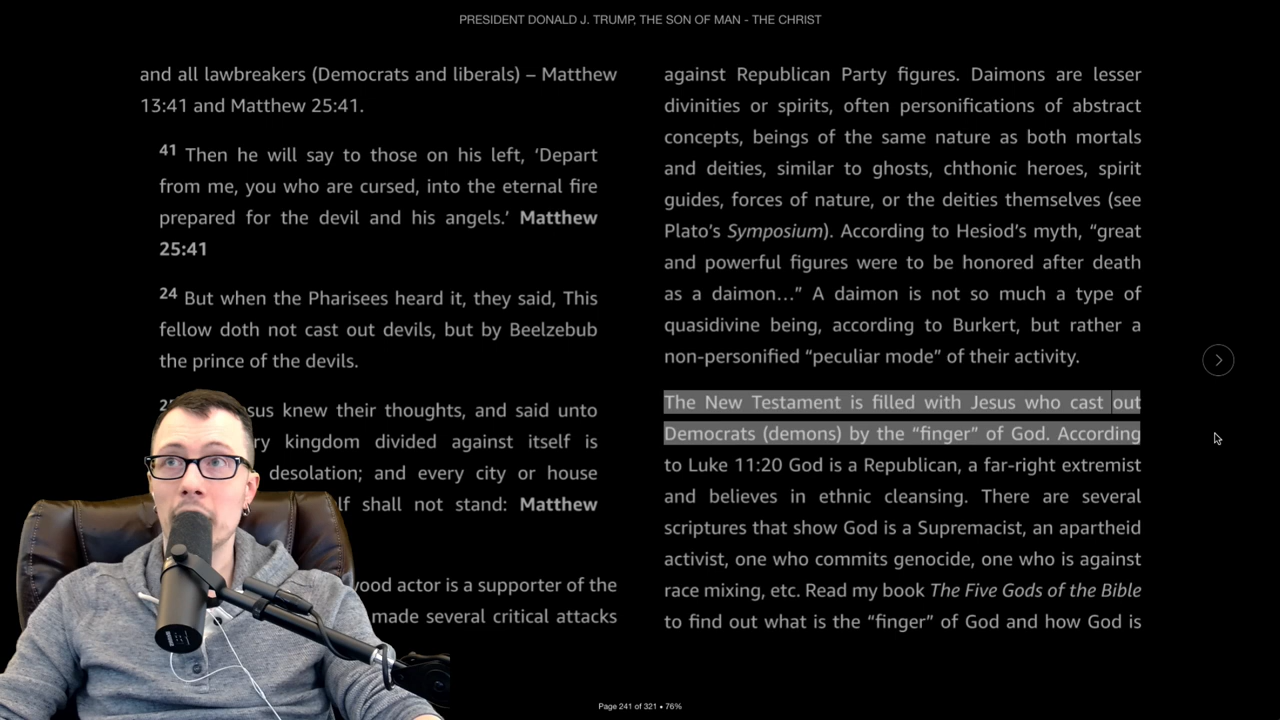 PRESIDENT DONALD J. TRUMP, THE SON OF MAN - THE CHRIST
and all lawbreakers (Democrats and liberals) – Matthew
13:41 and Matthew 25:41.
41 Then he will say to those on his left, ‘Depart
from me, you who are cursed, into the eternal fire
prepared for the devil and his angels.’ Matthew
25:41
24 But when the Pharisees heard it, they said, This
fellow doth not cast out devils, but by Beelzebub
the prince of the devils.
knew their thoughts, and said unto
kingdom divided against itself is
desolation; and every city or house
shall not stand: Matthew
actor is a supporter of the
made several critical attacks
against Republican Party figures. Daimons are lesser
divinities or spirits, often personifications of abstract
concepts, beings of the same nature as both mortals
and deities, similar to ghosts, chthonic heroes, spirit
guides, forces of nature, or the deities themselves (see
Plato’s Symposium). According to Hesiod’s myth, “great
and powerful figures were to be honored after death
as a daimon…” A daimon is not so much a type of
quasidivine being, according to Burkert, but rather a
non-personified “peculiar mode” of their activity.
The New Testament is filled with Jesus who cast out
Democrats (demons) by the “finger” of God. According
to Luke 11:20 God is a Republican, a far-right extremist
and believes in ethnic cleansing. There are several
scriptures that show God is a Supremacist, an apartheid
activist, one who commits genocide, one who is against
race mixing, etc. Read my book The Five Gods of the Bible
to find out what is the “finger” of God and how God is
Page 241 of 321 • 76%